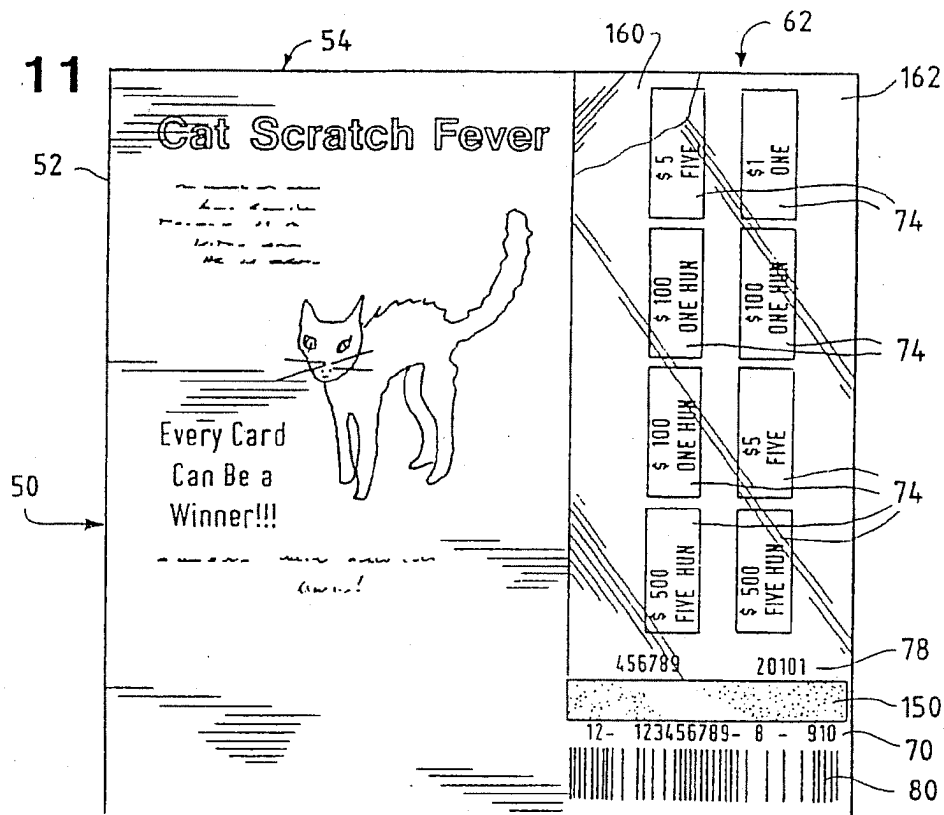 11
54
160
62
162
Cat Scratch Fever
52
$ 5
FIVE
$1
ONE
74
$ 100
ONE HUN
$ 100
ONE HUN
74
Every Card
Can Be a
Winner!!!
$ 100
ONE HUN
$5
FIVE
74
50
$ 500
FIVE HUN
$ 500
FIVE HUN
456789 20101
78
150
12- 123456789- 8 - 910
70
80